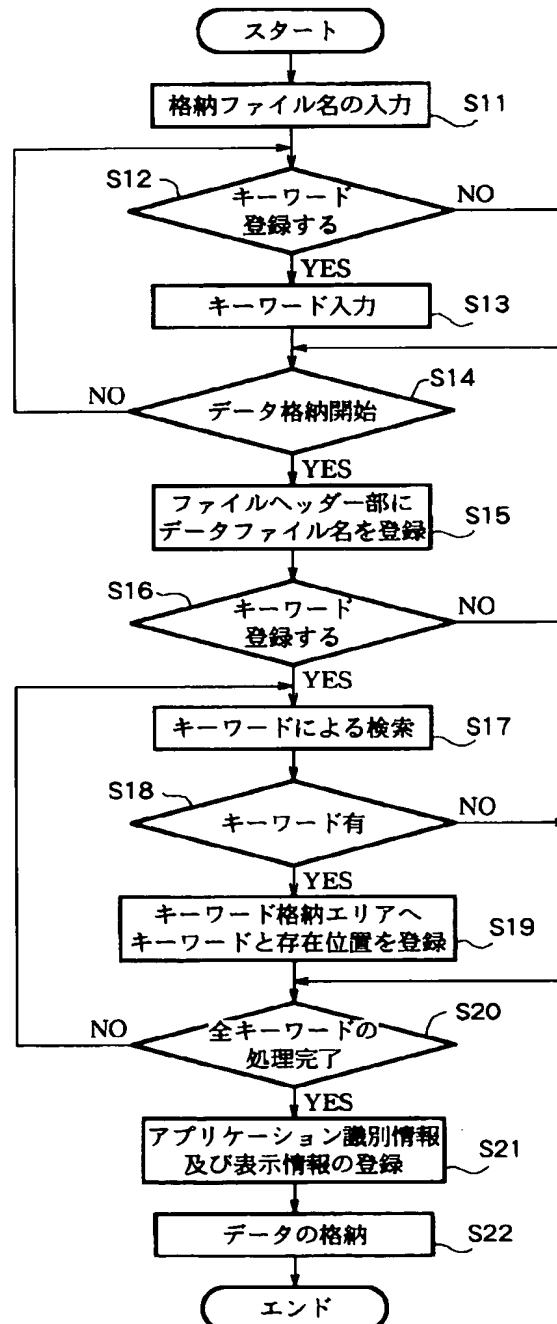 スタート
格納ファイル名の入力
S11
S12
キーワード
登録する
NO
YES
キーワード入力
S13
S14
NO
データ格納開始
YES
ファイルヘッダー部に
データファイル名を登録
S15
S16
キーワード
登録する
NO
YES
キーワードによる検索
S17
S18
キーワード有
NO
YES
キーワード格納エリアへ
キーワードと存在位置を登録
S19
S20
NO
全キーワードの
処理完了
YES
アプリケーション識別情報
及び表示情報の登録
S21
データの格納
S22
エンド